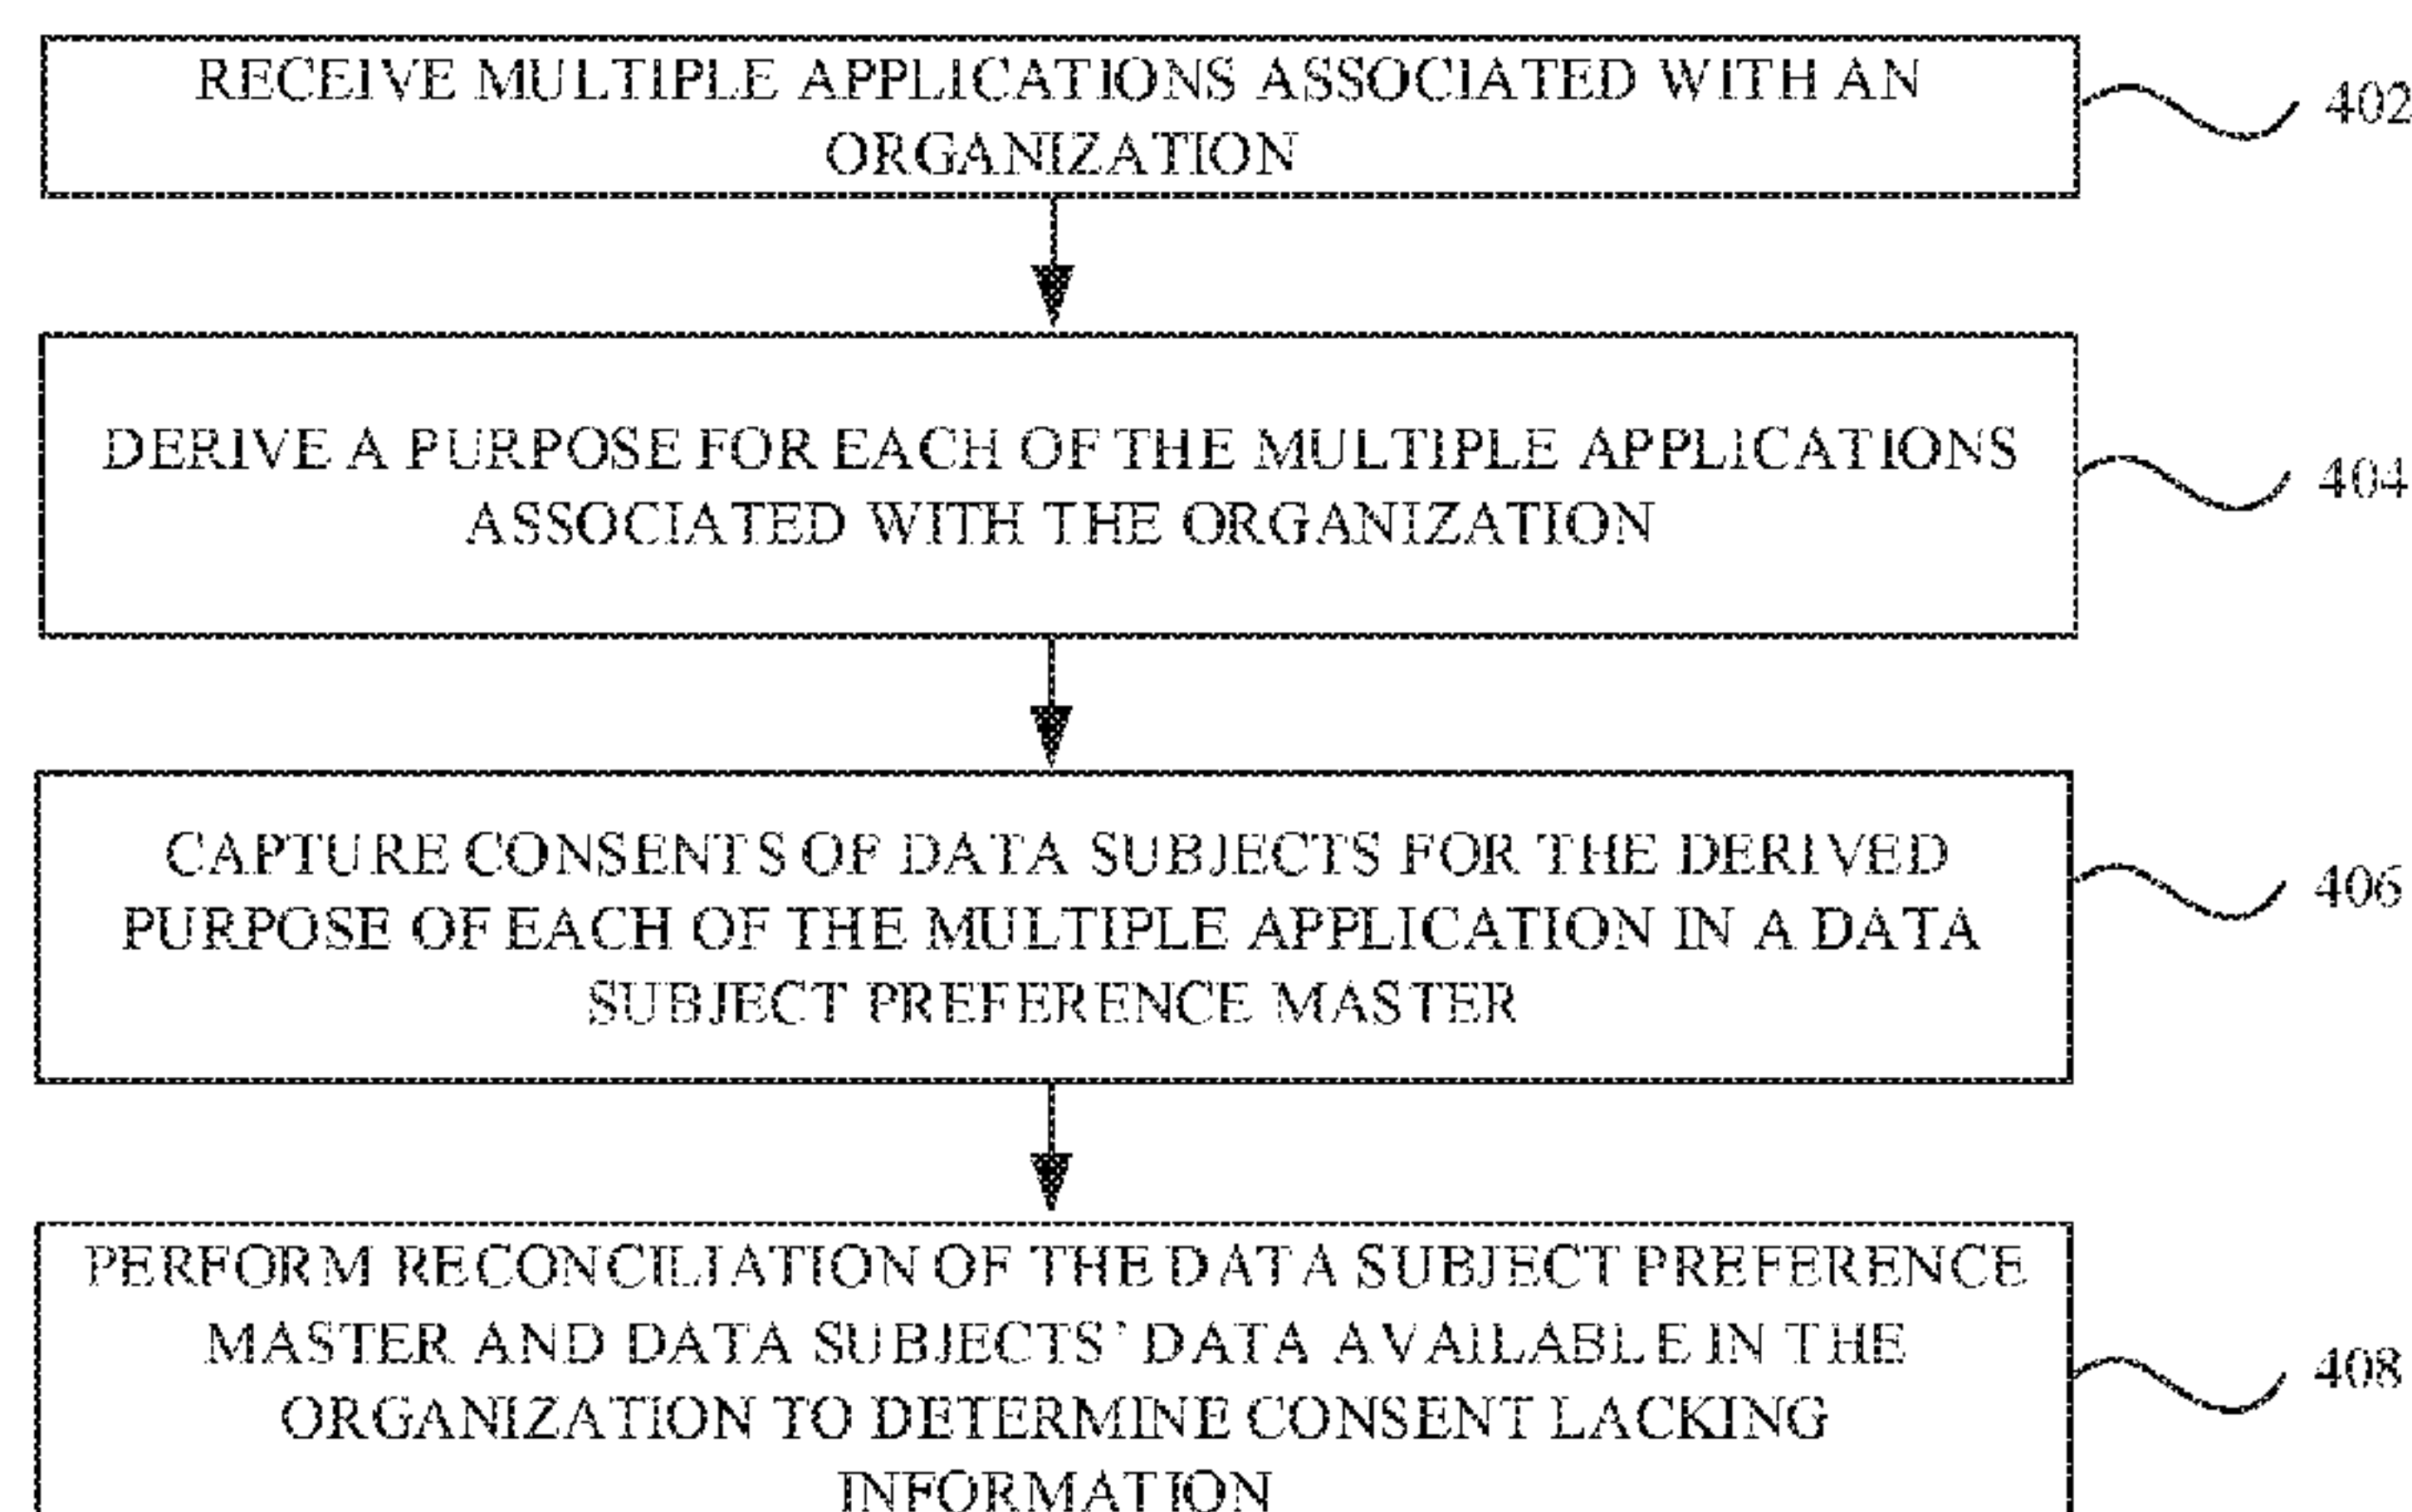 RECEIVE MULTIPLE APPLICATIONS ASSOCIATED WITH AN
ORGANIZATION
402
DERIVE A PURPOSE FOR EACH OF THE MULTIPLE APPLICATIONS
ASSOCIATED WITH THE ORGANIZATION
404
CAPTURE CONSENTS OF DATA SUBJECTS FOR THE DERIVED
PURPOSE OF EACH OF THE MULTIPLE APPLICATION IN A DATA
SUBJECT PREFERENCE MASTER
406
PERFORM RECONCILIATION OF THE DATA SUBJECT PREFERENCE
MASTER AND DATA SUBJECTS' DATA AVAILABLE IN THE
ORGANIZATION TO DETERMINE CONSENT LACKING
INFORMATION
408